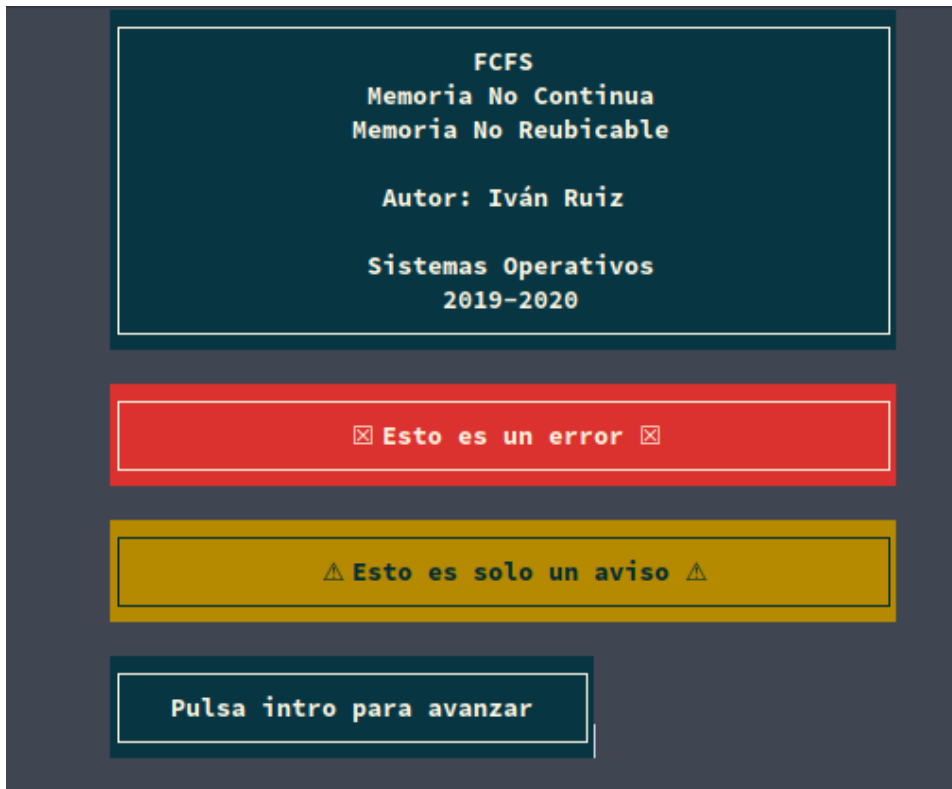 FCFS
Memoria No Continua
Memoria No Reubicable
Autor: Iván Ruiz
Sistemas Operativos
2019-2020
☒ Esto es un error ☒
⚠ Esto es solo un aviso ⚠
Pulsa intro para avanzar